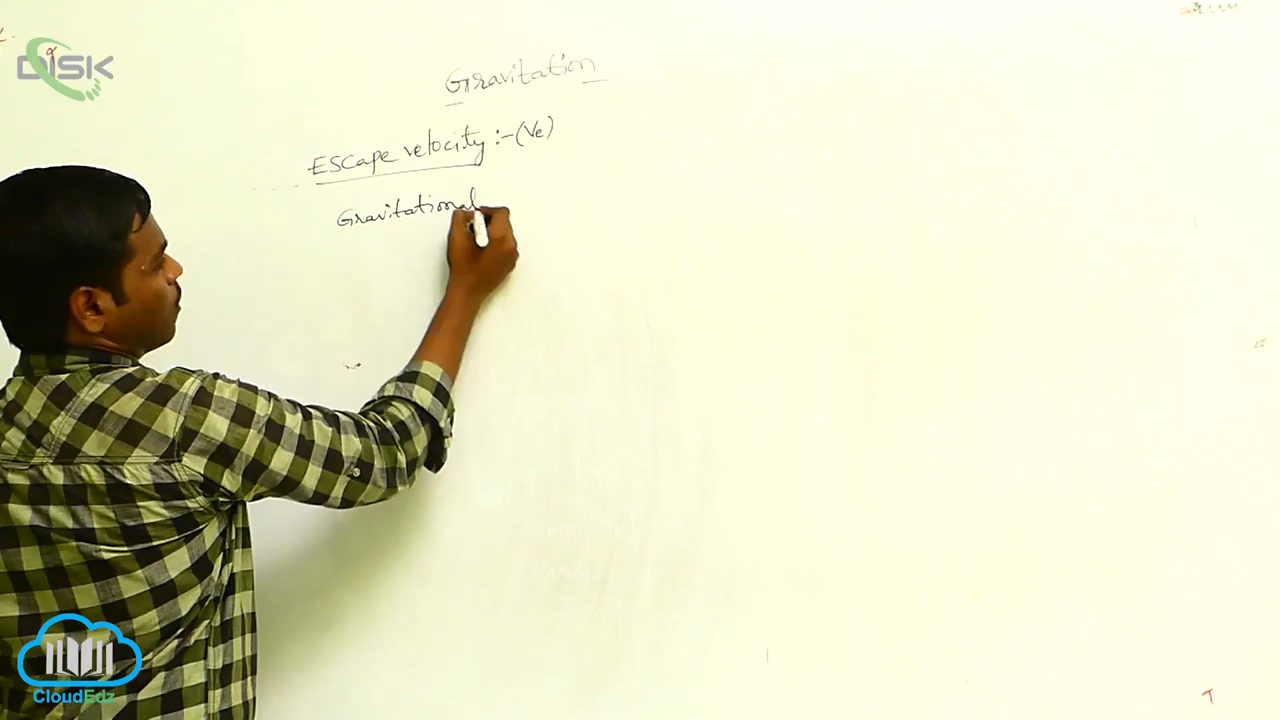 DISK
Gravitation
Escape velocity :- (Ve)
Gravitational
CloudEdz